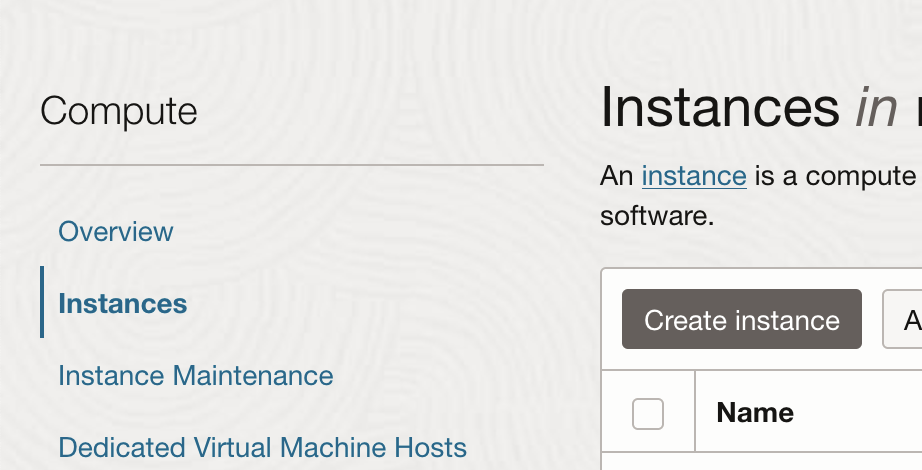 Compute
Overview
Instances
Instance Maintenance
Dedicated Virtual Machine Hosts
Instances in
An instance is a compute
software.
Create instance
Name